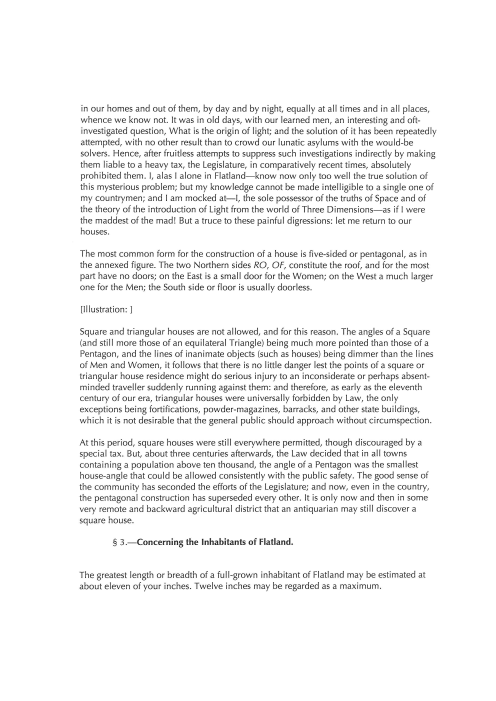 in our homes and out of them, by day and by night, equally at all times and in all places,
whence we know not. It was in old days, with our learned men, an interesting and oft-
investigated question, What is the origin of light; and the solution of it has been repeatedly
attempted, with no other result than to crowd our lunatic asylums with the would-be
solvers. Hence, after fruitless attempts to suppress such investigations indirectly by making
them liable to a heavy tax, the Legislature, in comparatively recent times, absolutely
prohibited them. I, alas I alone in Flatland—know now only too well the true solution of
this mysterious problem; but my knowledge cannot be made intelligible to a single one of
my countrymen; and I am mocked at—I, the sole possessor of the truths of Space and of
the theory of the introduction of Light from the world of Three Dimensions—as if I were
the maddest of the mad! But a truce to these painful digressions: let me return to our
houses.
The most common form for the construction of a house is five-sided or pentagonal, as in
the annexed figure. The two Northern sides RO, OF, constitute the roof, and for the most
part have no doors; on the East is a small door for the Women; on the West a much larger
one for the Men; the South side or floor is usually doorless.
[Illustration: ]
Square and triangular houses are not allowed, and for this reason. The angles of a Square
(and still more those of an equilateral Triangle) being much more pointed than those of a
Pentagon, and the lines of inanimate objects (such as houses) being dimmer than the lines
of Men and Women, it follows that there is no little danger lest the points of a square or
triangular house residence might do serious injury to an inconsiderate or perhaps absent-
minded traveller suddenly running against them: and therefore, as early as the eleventh
century of our era, triangular houses were universally forbidden by Law, the only
exceptions being fortifications, powder-magazines, barracks, and other state buildings,
which it is not desirable that the general public should approach without circumspection.
At this period, square houses were still everywhere permitted, though discouraged by a
special tax. But, about three centuries afterwards, the Law decided that in all towns
containing a population above ten thousand, the angle of a Pentagon was the smallest
house-angle that could be allowed consistently with the public safety. The good sense of
the community has seconded the efforts of the Legislature; and now, even in the country,
the pentagonal construction has superseded every other. It is only now and then in some
very remote and backward agricultural district that an antiquarian may still discover a
square house.
§ 3.—Concerning the Inhabitants of Flatland.
The greatest length or breadth of a full-grown inhabitant of Flatland may be estimated at
about eleven of your inches. Twelve inches may be regarded as a maximum.